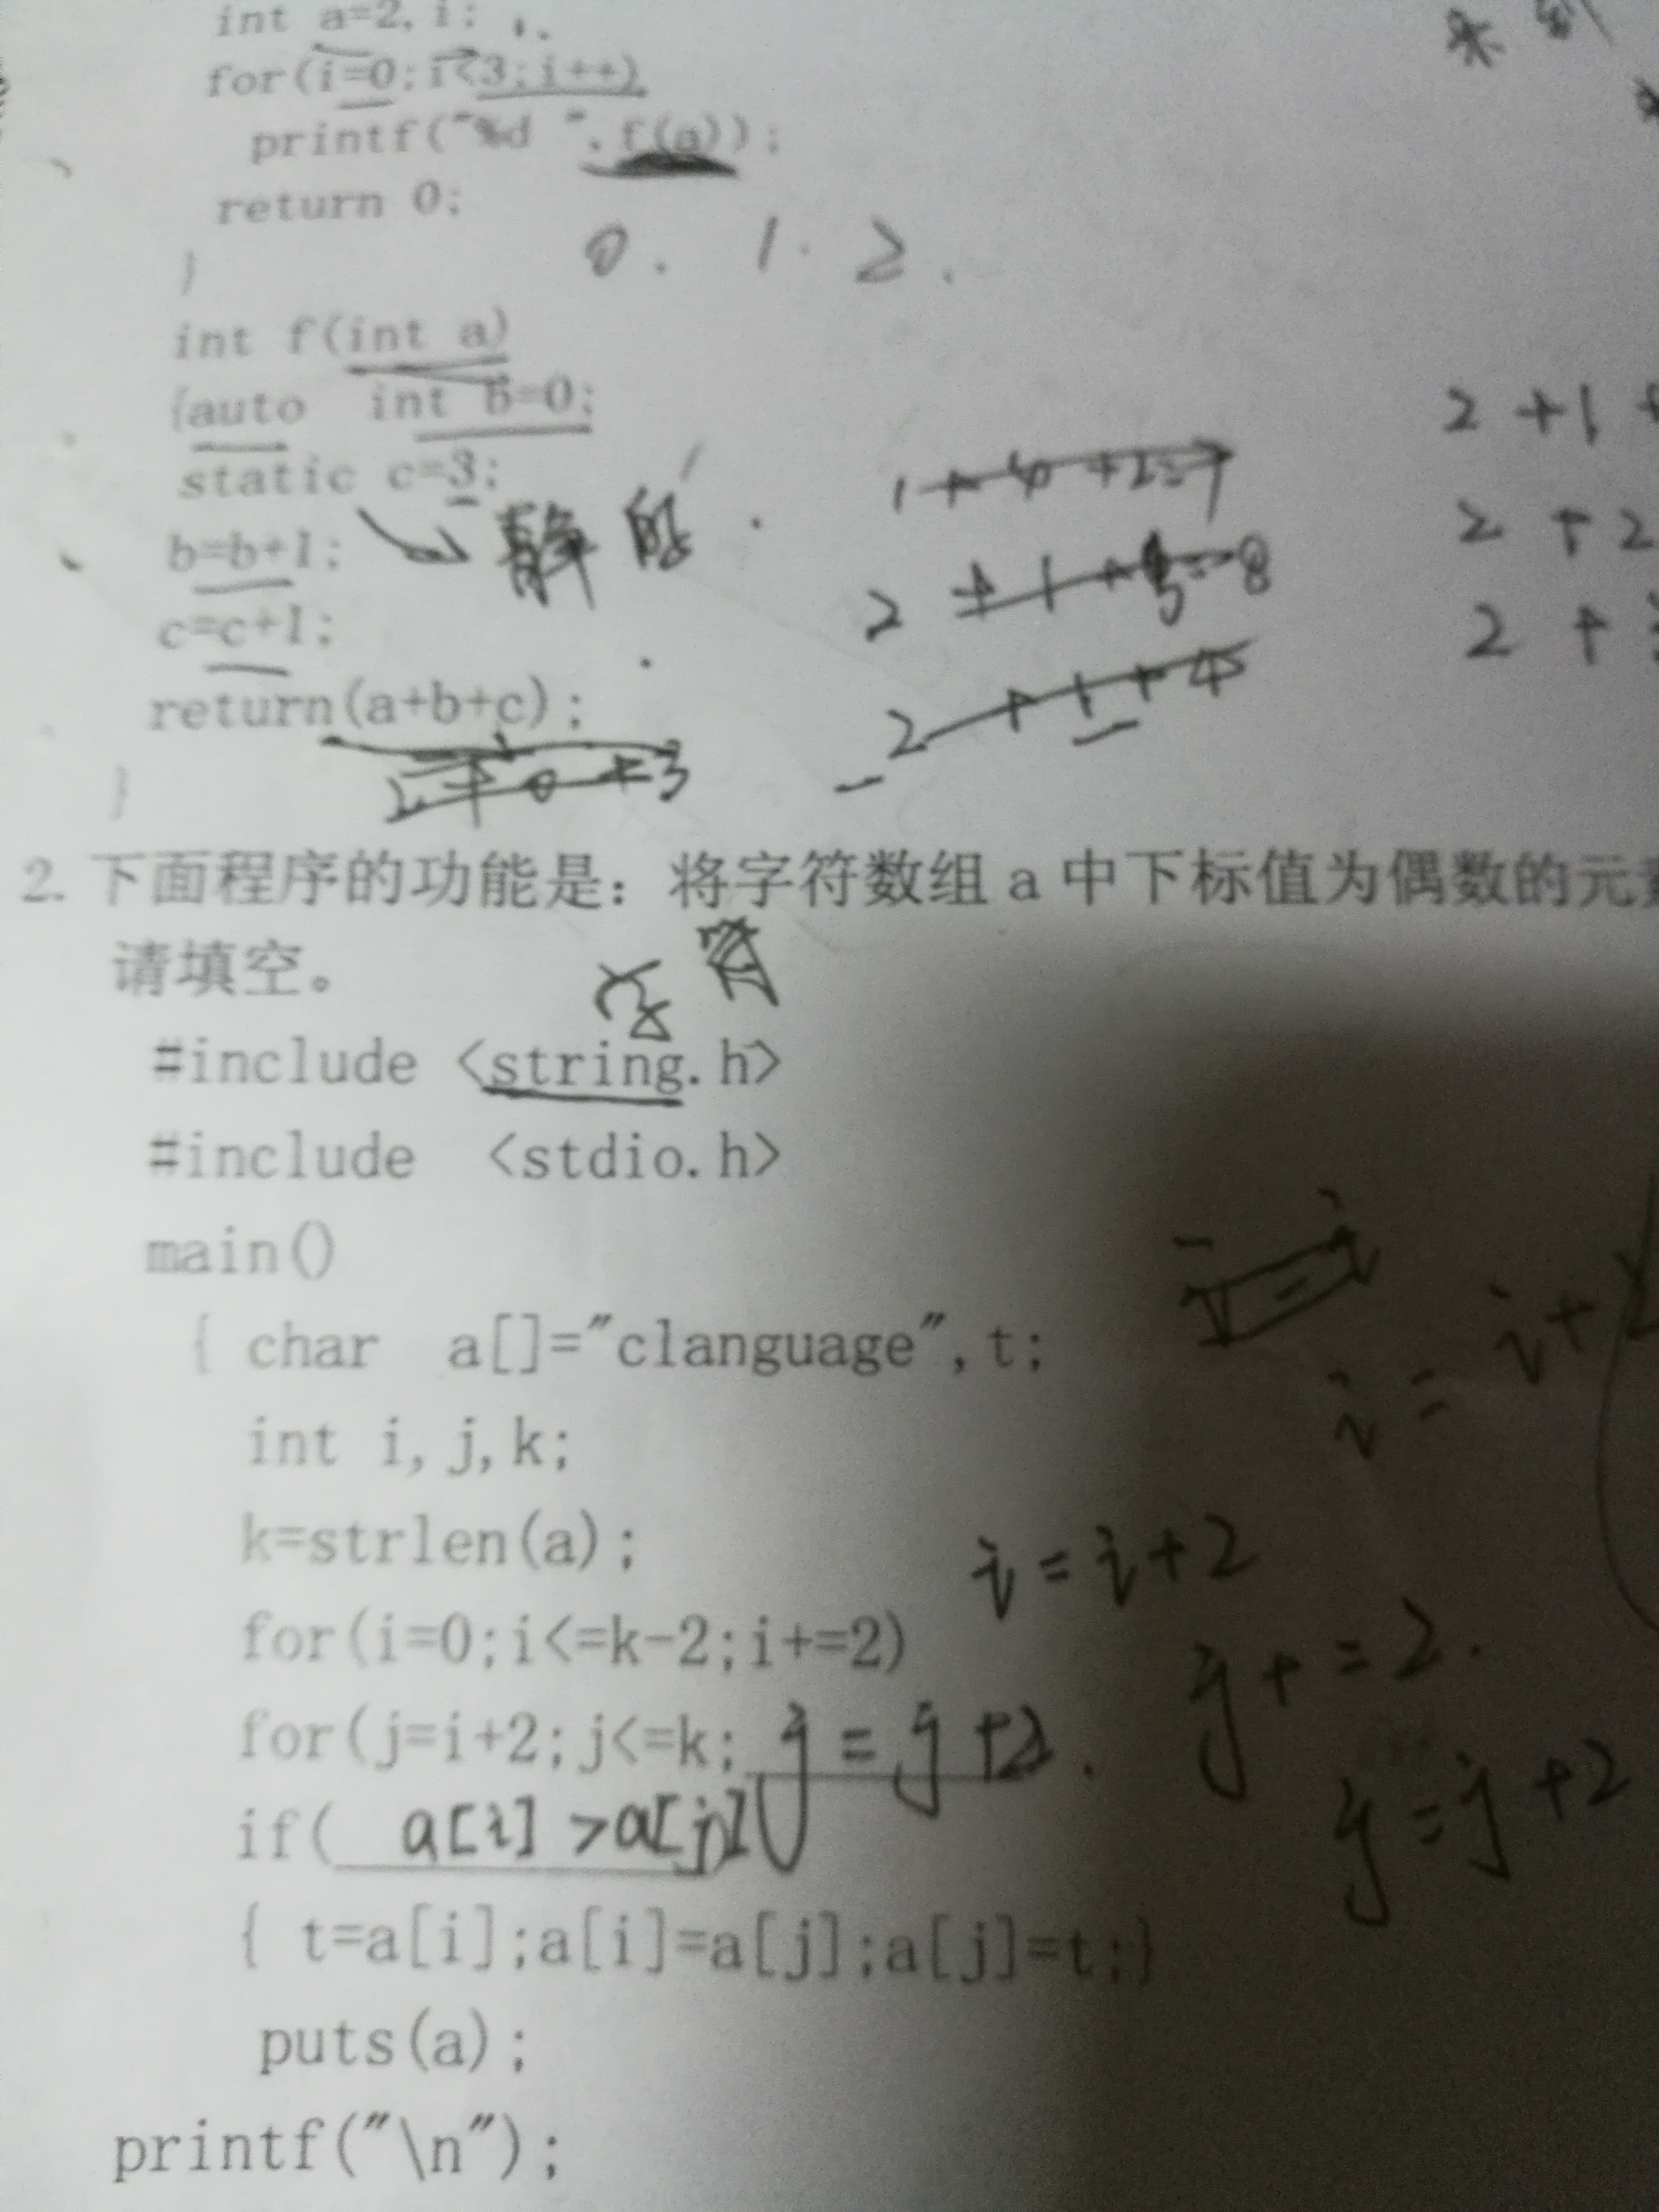 int a=2,i;
for(i=0;i<3;i++)
printf("%d ",f(a));
return 0;
}
0. 1. 2.
int f(int a)
{auto int b=0;
static c=3;
静
b=b+1;
c=c+1;
return(a+b+c);
}
2+0+3
1+4+2=7
2+1+5=8
2+1+4
2+1+
2+2
2+
2. 下面程序的功能是：将字符数组 a 中下标值为偶数的元
请填空。
#include <string.h>
#include <stdio.h>
main()
{ char a[]="clanguage",t;
int i,j,k;
k=strlen(a);
i=i+2
for(i=0;i<=k-2;i+=2)
for(j=i+2;j<=k; j=j+2
j+=2.
j=j+2
if( a[i]>a[j]
{ t=a[i];a[i]=a[j];a[j]=t;}
puts(a);
printf("\n");